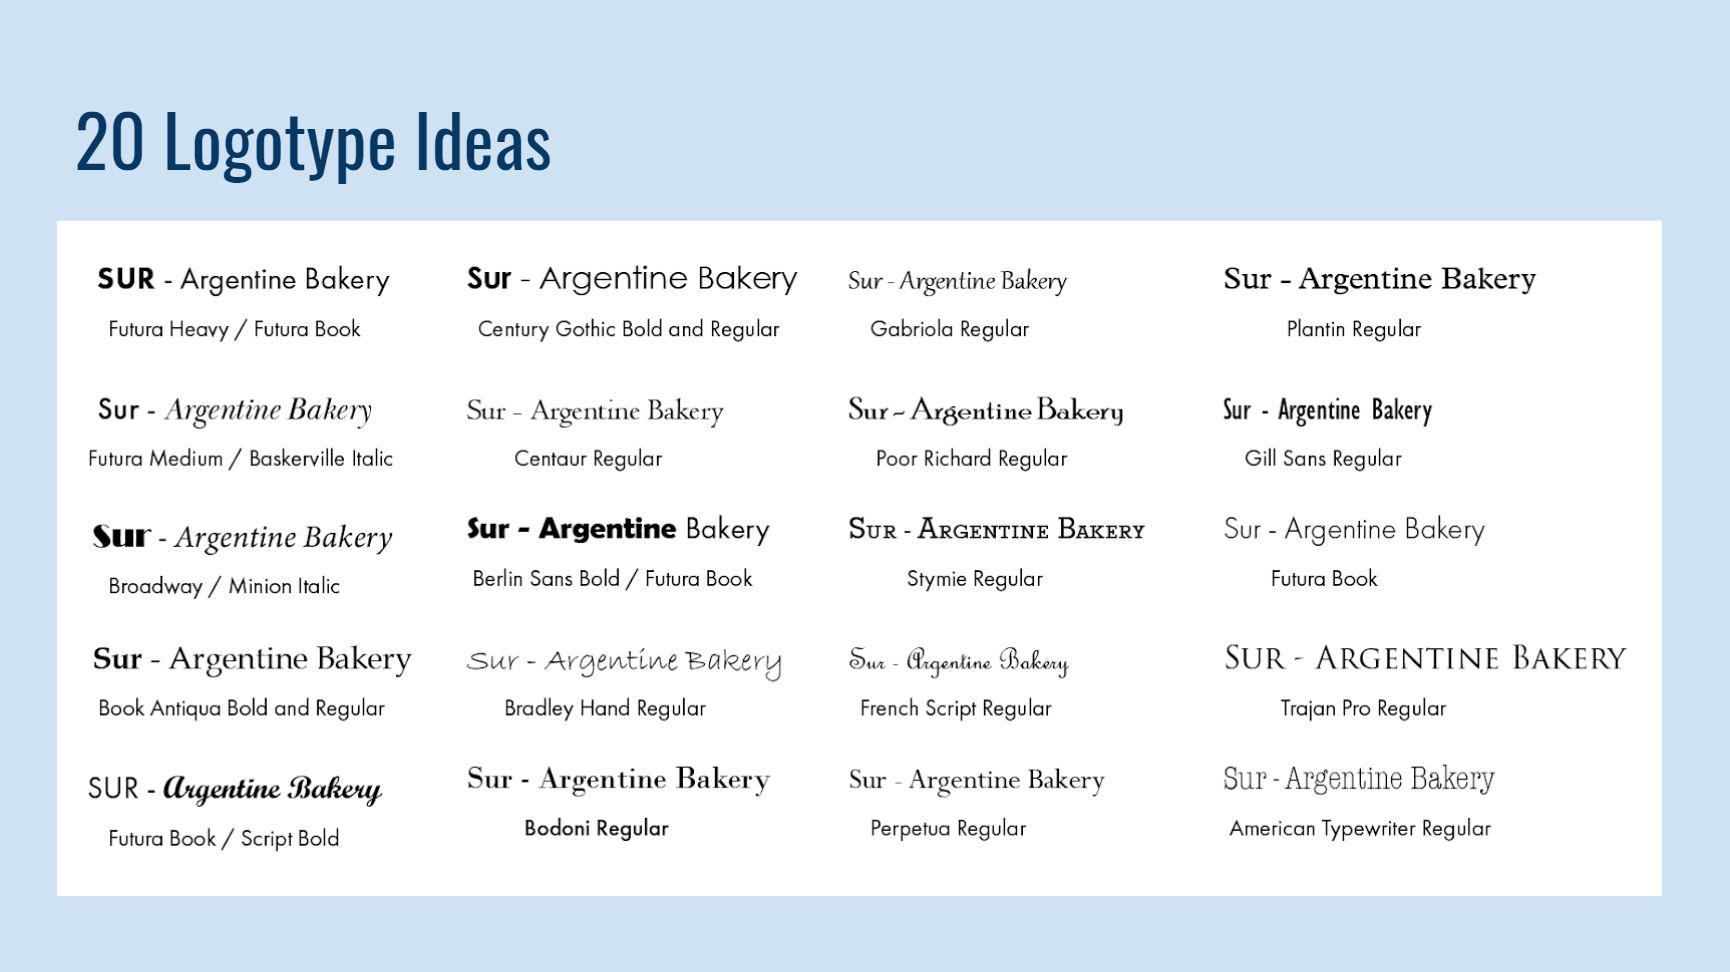 20 Logotype Ideas
SUR - Argentine Bakery
Futura Heavy / Futura Book
Sur - Argentine Bakery
Futura Medium / Baskerville Italic
Sur - Argentine Bakery
Broadway / Minion Italic
Sur - Argentine Bakery
Book Antiqua Bold and Regular
SUR - Argentine Bakery
Futura Book / Script Bold
Sur - Argentine Bakery
Century Gothic Bold and Regular
Sur - Argentine Bakery
Centaur Regular
Sur - Argentine Bakery
Berlin Sans Bold / Futura Book
Sur - Argentine Bakery
Bradley Hand Regular
Sur - Argentine Bakery
Bodoni Regular
Sur - Argentine Bakery
Gabriola Regular
Sur - Argentine Bakery
Poor Richard Regular
Sur - Argentine Bakery
Stymie Regular
Sur - Argentine Bakery
French Script Regular
Sur - Argentine Bakery
Perpetua Regular
Sur - Argentine Bakery
Plantin Regular
Sur - Argentine Bakery
Gill Sans Regular
Sur - Argentine Bakery
Futura Book
Sur - Argentine Bakery
Trajan Pro Regular
Sur - Argentine Bakery
American Typewriter Regular